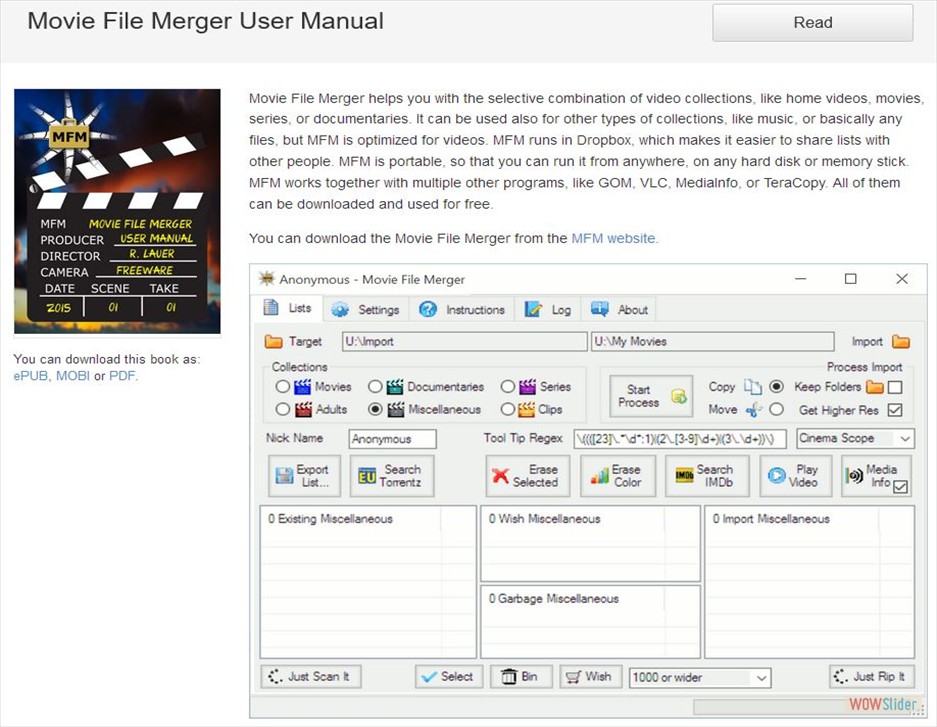 Movie File Merger User Manual
Read
MFM
MFM MOVIE FILE MERGER
PRODUCER USER MANUAL
DIRECTOR R. LAUER
CAMERA FREEWARE
DATE SCENE TAKE
2015 01 01
You can download this book as:
ePUB, MOBI or PDF.
Movie File Merger helps you with the selective combination of video collections, like home videos, movies,
series, or documentaries. It can be used also for other types of collections, like music, or basically any
files, but MFM is optimized for videos. MFM runs in Dropbox, which makes it easier to share lists with
other people. MFM is portable, so that you can run it from anywhere, on any hard disk or memory stick.
MFM works together with multiple other programs, like GOM, VLC, MediaInfo, or TeraCopy. All of them
can be downloaded and used for free.
You can download the Movie File Merger from the MFM website.
Anonymous - Movie File Merger
Lists Settings Instructions Log About
Target U:\Import U:\My Movies Import
Collections Process Import
Movies Documentaries Series Start Process Copy Keep Folders
Adults Miscellaneous Clips Move Get Higher Res
Nick Name Anonymous Tool Tip Regex Cinema Scope
Export List... EU Search Torrentz Erase Selected Erase Color IMDb Search IMDb Play Video Media Info
0 Existing Miscellaneous 0 Wish Miscellaneous 0 Import Miscellaneous
0 Garbage Miscellaneous
Just Scan It Select Bin Wish 1000 or wider Just Rip It
WOWSlider